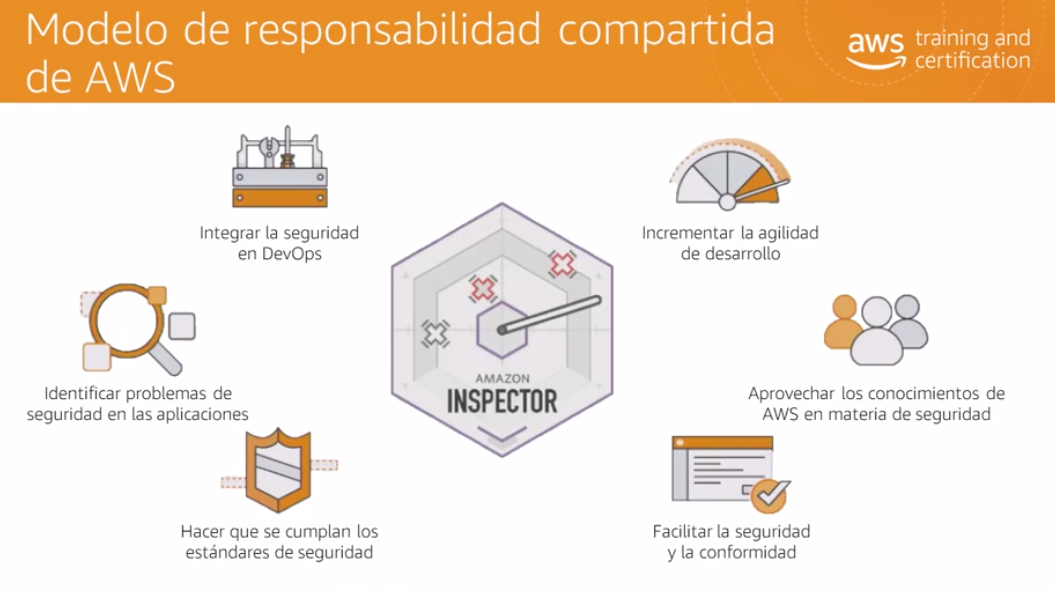 Modelo de responsabilidad compartida
de AWS
aws training and
certification
Integrar la seguridad
en DevOps
Incrementar la agilidad
de desarrollo
Identificar problemas de
seguridad en las aplicaciones
AMAZON
INSPECTOR
Aprovechar los conocimientos de
AWS en materia de seguridad
Hacer que se cumplan los
estándares de seguridad
Facilitar la seguridad
y la conformidad